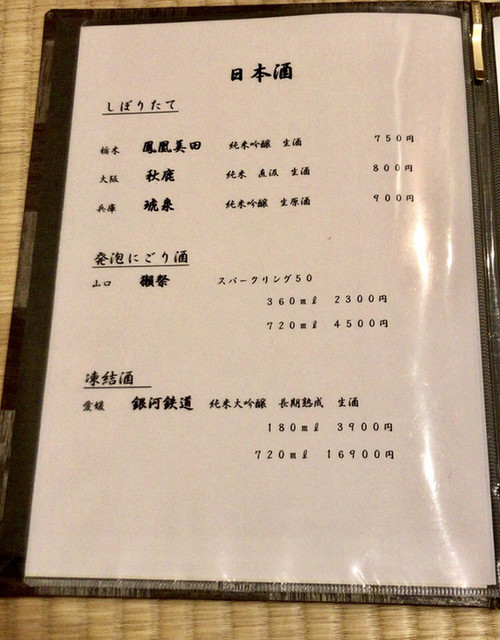 日本酒
しぼりたて
栃木 鳳凰美田 純米吟醸 生酒 750円
大阪 秋鹿 純米 直汲 生酒 800円
兵庫 琥泉 純米吟醸 生原酒 900円
発泡にごり酒
山口 獺祭 スパークリング50
360ml 2300円
720ml 4500円
凍結酒
愛媛 銀河鉄道 純米大吟醸 長期熟成 生酒
180ml 3900円
720ml 16900円